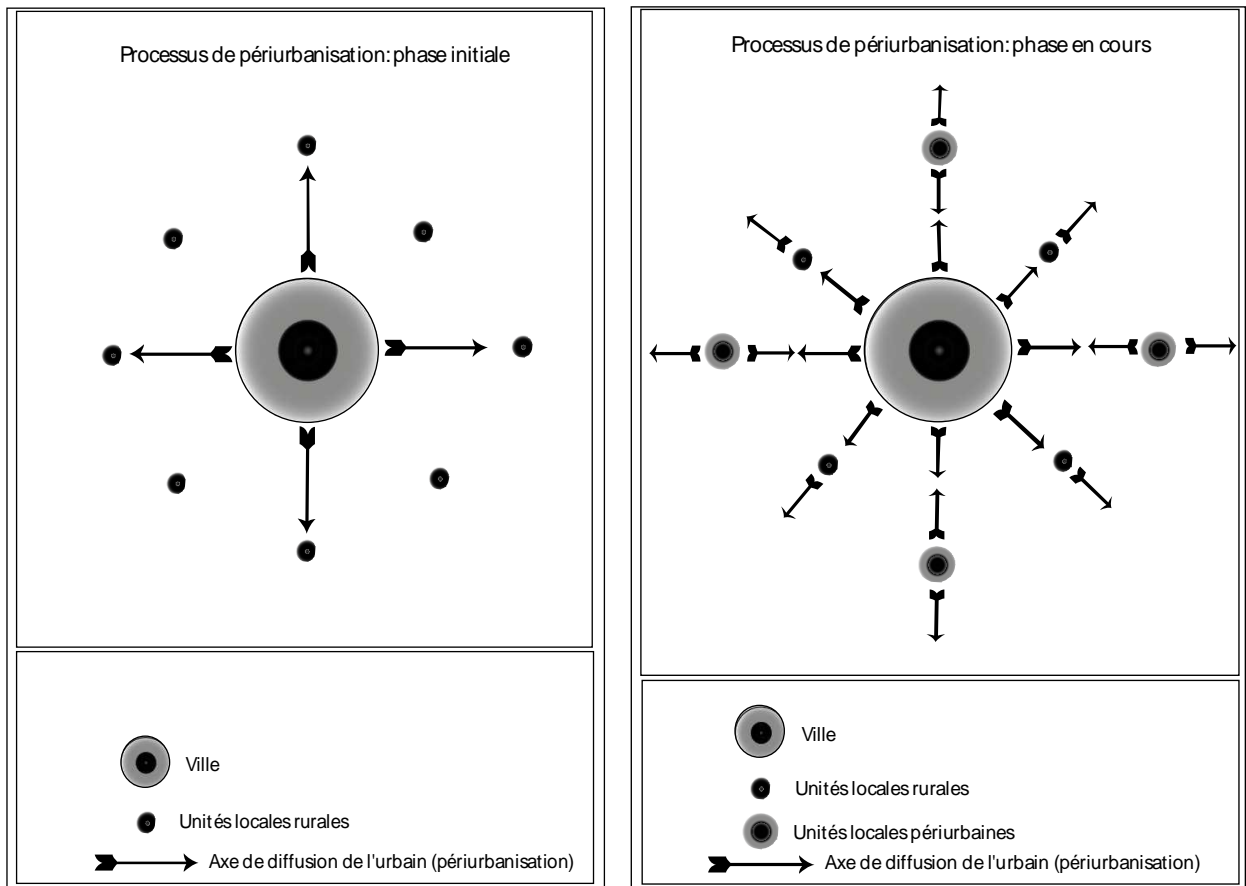 Processus de périurbanisation: phase initiale
Ville
Unités locales rurales
Axe de diffusion de l'urbain (périurbanisation)
Processus de périurbanisation: phase en cours
Ville
Unités locales rurales
Unités locales périurbaines
Axe de diffusion de l'urbain (périurbanisation)